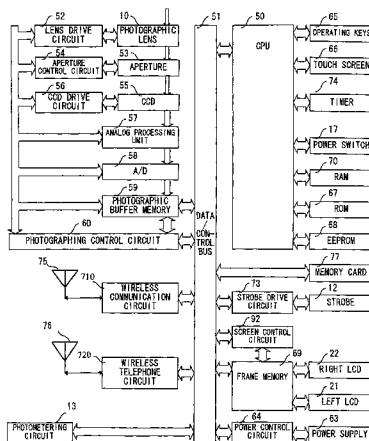 52
LENS DRIVE
CIRCUIT
10
PHOTOGRAPHIC
LENS
54
APERTURE
CONTROL CIRCUIT
53
APERTURE
56
CCD DRIVE
CIRCUIT
55
CCD
57
ANALOG PROCESSING
UNIT
58
A/D
59
PHOTOGRAPHIC
BUFFER MEMORY
60
PHOTOGRAPHING CONTROL CIRCUIT
75
710
WIRELESS
COMMUNICATION
CIRCUIT
76
720
WIRELESS
TELEPHONE
CIRCUIT
13
PHOTOMETERING
CIRCUIT
51
DATA/
CONTROL
BUS
50
CPU
65
OPERATING KEYS
66
TOUCH SCREEN
74
TIMER
17
POWER SWITCH
70
RAM
67
ROM
68
EEPROM
77
MEMORY CARD
73
STROBE DRIVE
CIRCUIT
12
STROBE
92
SCREEN CONTROL
CIRCUIT
69
FRAME MEMORY
22
RIGHT LCD
21
LEFT LCD
64
POWER CONTROL
CIRCUIT
63
POWER SUPPLY